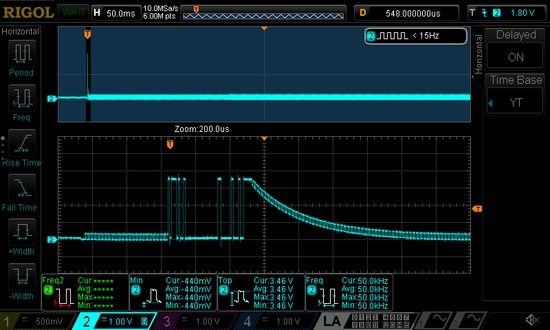 RIGOL WAIT H 50.0ms 10.0MSa/s 6.00M pts D 548.000000us T 2 1.80 V
Horizontal
Period
Freq
Rise Time
Fall Time
+Width
-Width
T
2 < 15Hz
2
Zoom:200.0us
T
2
T
Horizontal
Delayed
ON
Time Base
YT
Freq2 Cur:***** Avg:***** Max:***** Min:*****
Min Cur:-440mV Avg:-440mV Max:-440mV Min:-440mV
Top Cur:3.46 V Avg:3.46 V Max:3.46 V Min:3.46 V
Freq Cur:50.0kHz Avg:50.0kHz Max:50.0kHz Min:50.0kHz
1 = 500mV 2 = 1.00 V 3 = 1.00 V 4 = 1.00 V LA